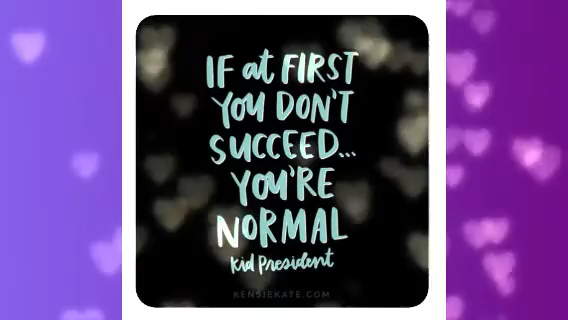 IF at FIRST
YOU DON'T
SUCCEED...
YOU'RE
NORMAL
Kid President
KENSIEKATE.COM